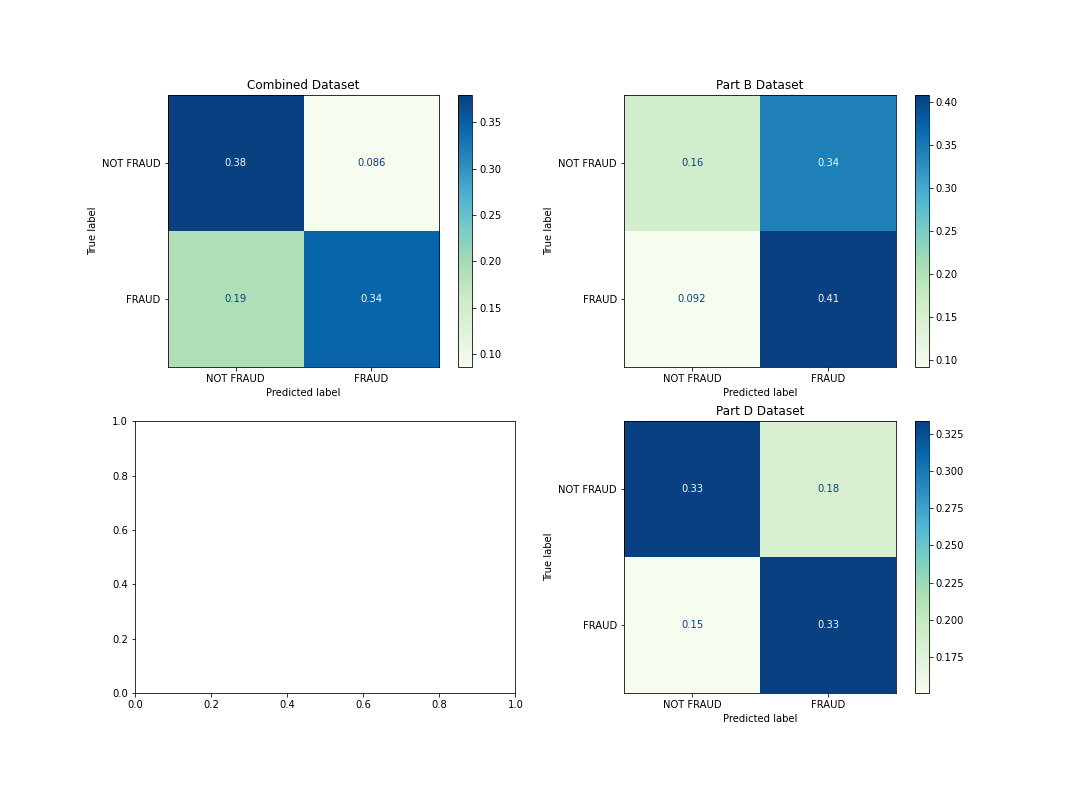 Combined Dataset
NOT FRAUD
0.38
0.086
FRAUD
0.19
0.34
True label
NOT FRAUD
FRAUD
Predicted label
0.35
0.30
0.25
0.20
0.15
0.10
Part B Dataset
NOT FRAUD
0.16
0.34
FRAUD
0.092
0.41
True label
NOT FRAUD
FRAUD
Predicted label
0.40
0.35
0.30
0.25
0.20
0.15
0.10
1.0
0.8
0.6
0.4
0.2
0.0
0.0
0.2
0.4
0.6
0.8
1.0
Part D Dataset
NOT FRAUD
0.33
0.18
FRAUD
0.15
0.33
True label
NOT FRAUD
FRAUD
Predicted label
0.325
0.300
0.275
0.250
0.225
0.200
0.175